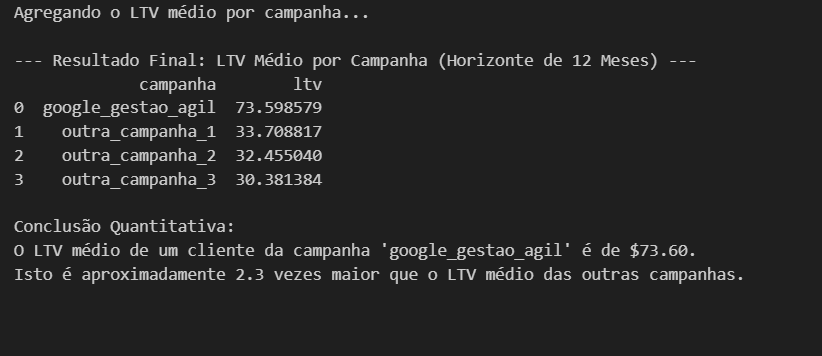 Agregando o LTV médio por campanha...
--- Resultado Final: LTV Médio por Campanha (Horizonte de 12 Meses) ---
campanha ltv
0 google_gestao_agil 73.598579
1 outra_campanha_1 33.708817
2 outra_campanha_2 32.455040
3 outra_campanha_3 30.381384
Conclusão Quantitativa:
O LTV médio de um cliente da campanha 'google_gestao_agil' é de $73.60.
Isto é aproximadamente 2.3 vezes maior que o LTV médio das outras campanhas.